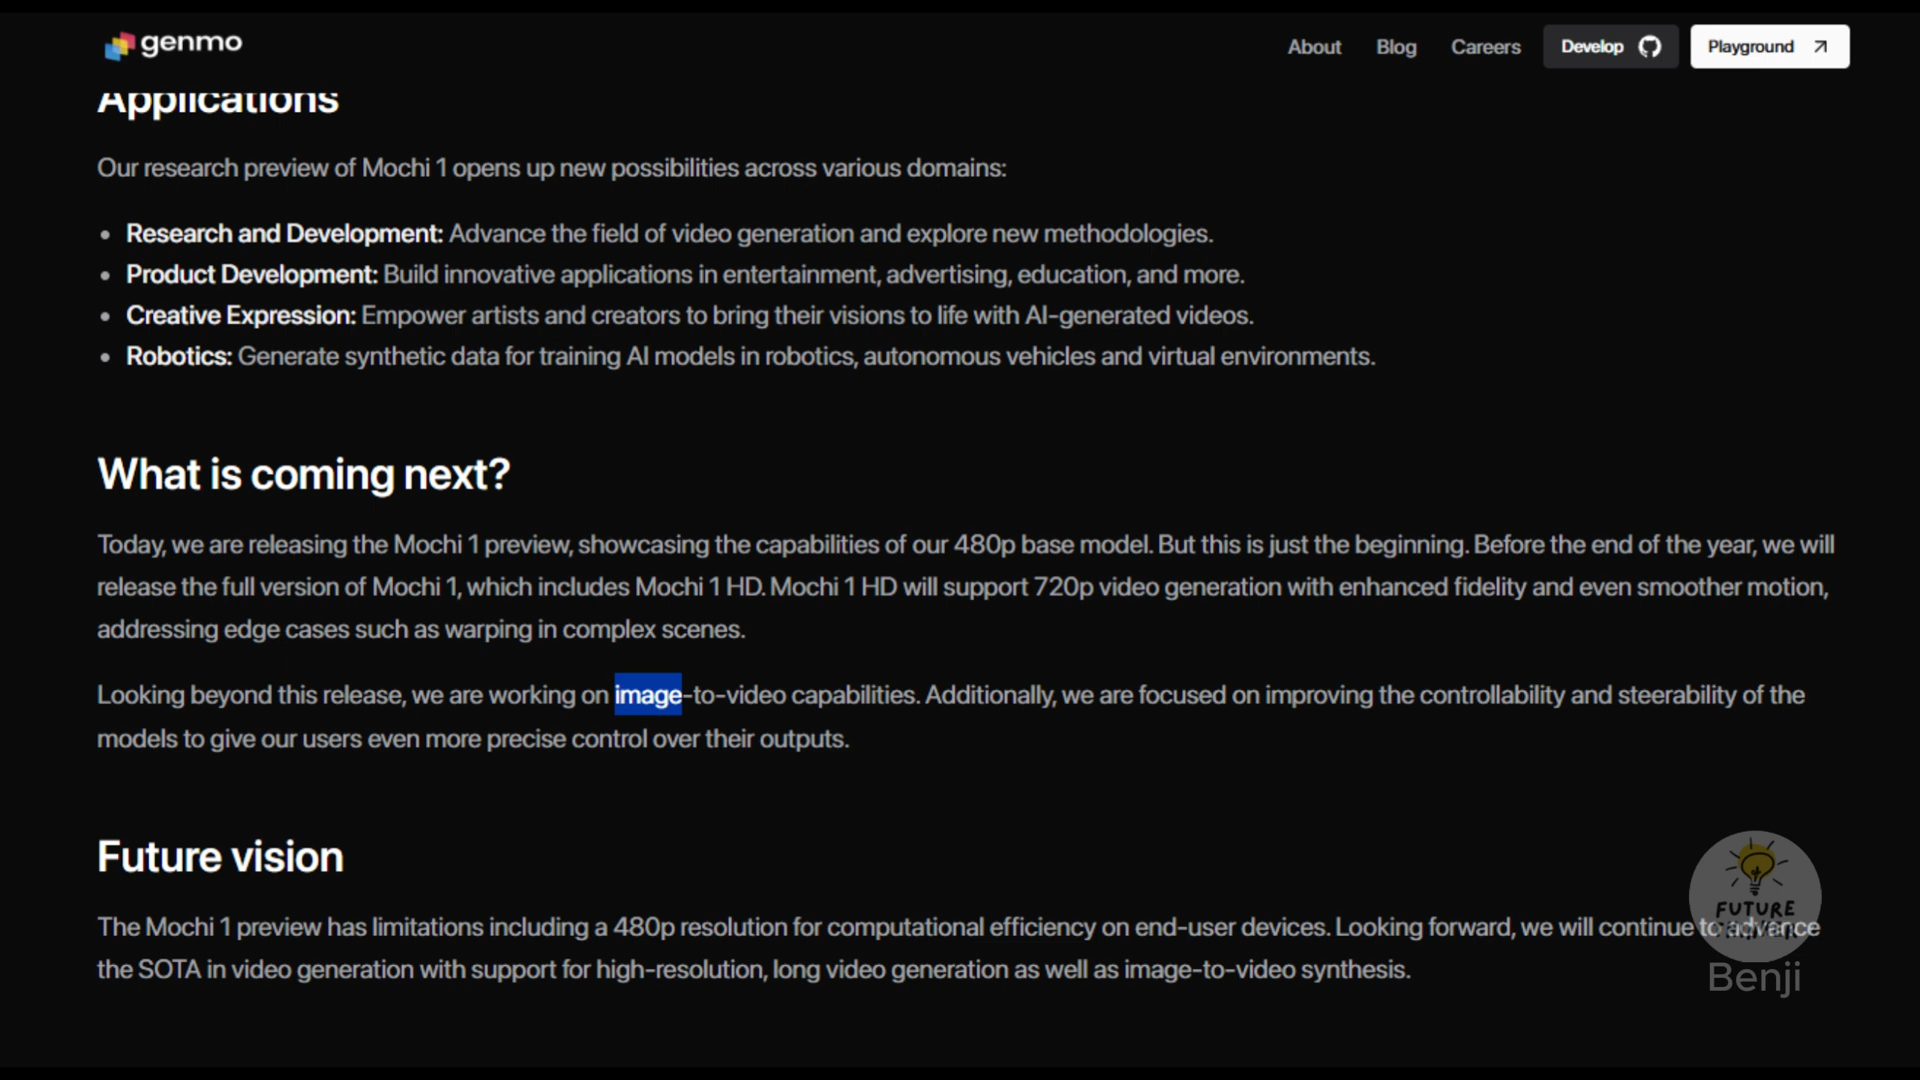 genmo
About
Blog
Careers
Develop
Playground
Applications
Our research preview of Mochi 1 opens up new possibilities across various domains:
• Research and Development: Advance the field of video generation and explore new methodologies.
• Product Development: Build innovative applications in entertainment, advertising, education, and more.
• Creative Expression: Empower artists and creators to bring their visions to life with AI-generated videos.
• Robotics: Generate synthetic data for training AI models in robotics, autonomous vehicles and virtual environments.
What is coming next?
Today, we are releasing the Mochi 1 preview, showcasing the capabilities of our 480p base model. But this is just the beginning. Before the end of the year, we will
release the full version of Mochi 1, which includes Mochi 1 HD. Mochi 1 HD will support 720p video generation with enhanced fidelity and even smoother motion,
addressing edge cases such as warping in complex scenes.
Looking beyond this release, we are working on image-to-video capabilities. Additionally, we are focused on improving the controllability and steerability of the
models to give our users even more precise control over their outputs.
Future vision
The Mochi 1 preview has limitations including a 480p resolution for computational efficiency on end-user devices. Looking forward, we will continue to advance
the SOTA in video generation with support for high-resolution, long video generation as well as image-to-video synthesis.
FUTURE
Benji